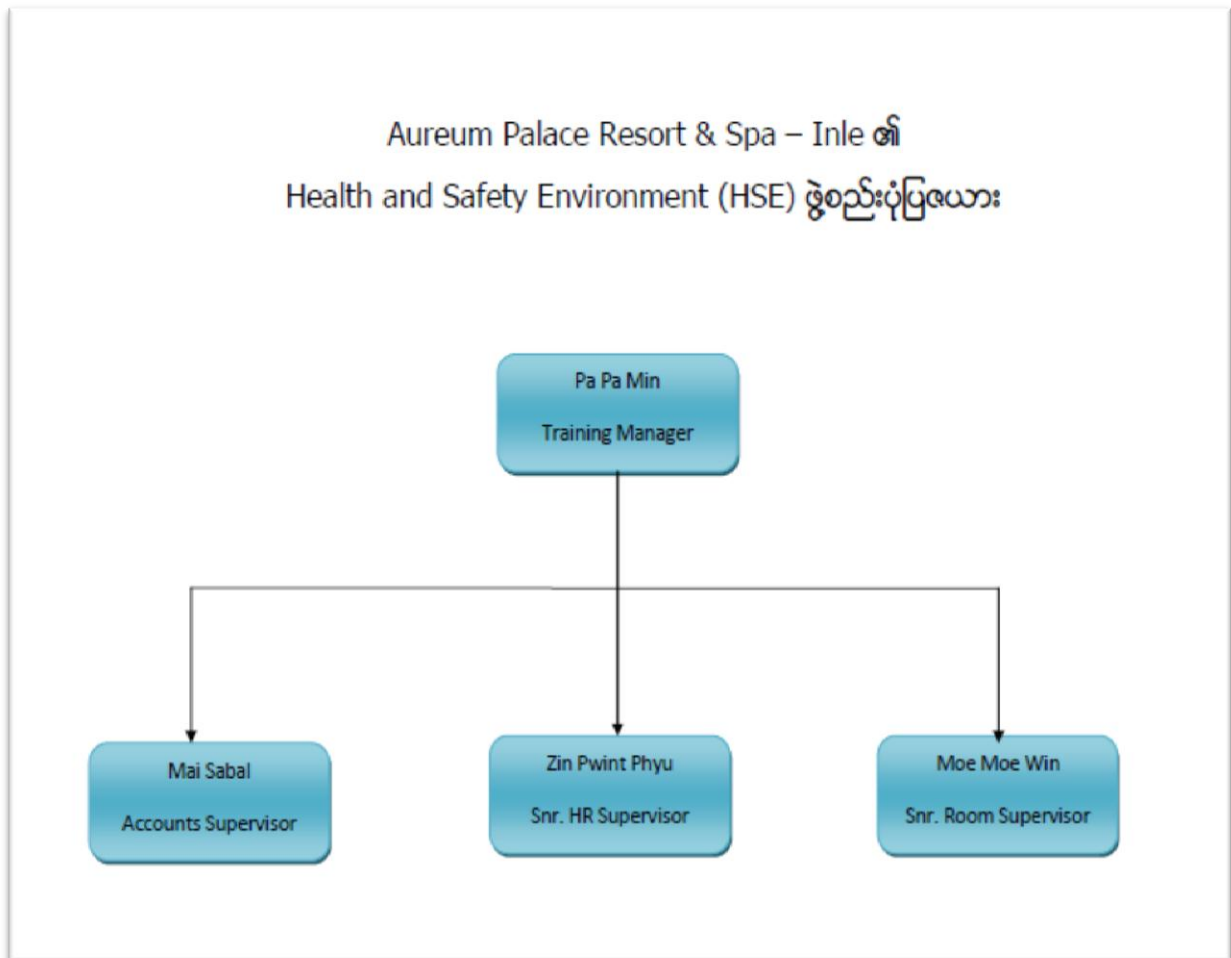 Aureum Palace Resort & Spa – Inle ၏
Health and Safety Environment (HSE) ဖွဲ့စည်းပုံပြဇယား
Pa Pa Min
Training Manager
Mai Sabal
Accounts Supervisor
Zin Pwint Phyu
Snr. HR Supervisor
Moe Moe Win
Snr. Room Supervisor